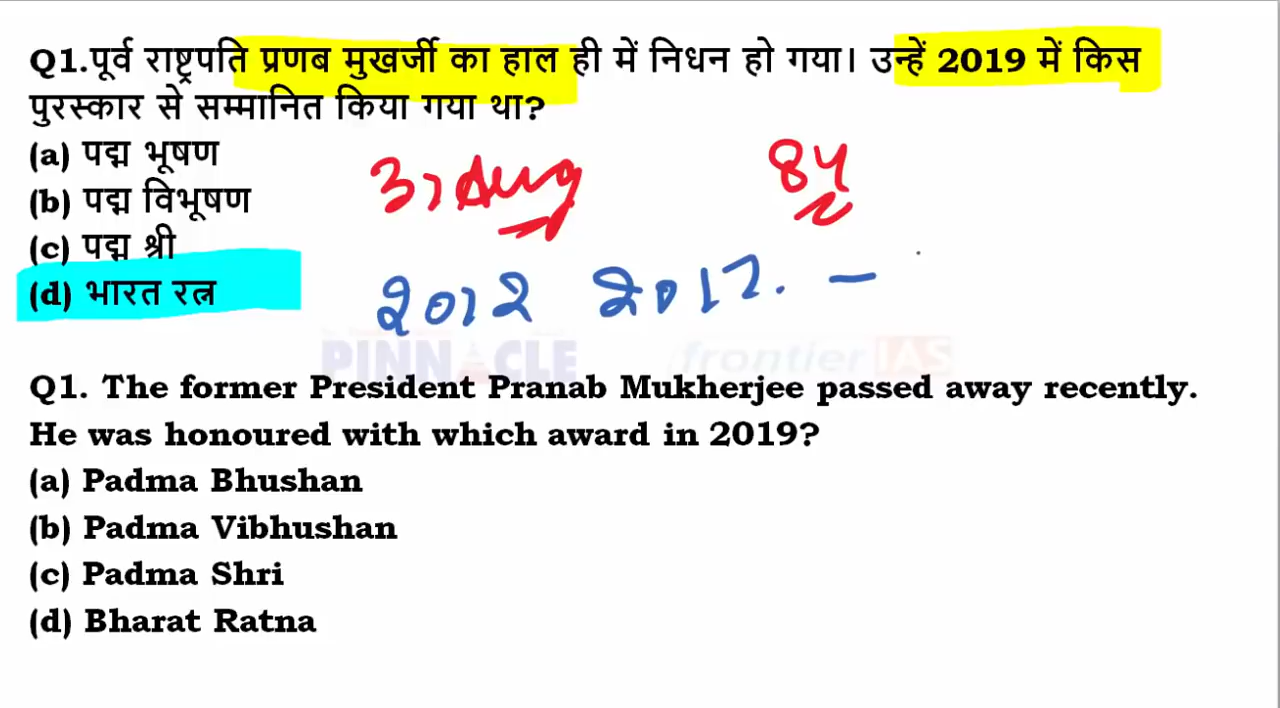 Q1.पूर्व राष्ट्रपति प्रणब मुखर्जी का हाल ही में निधन हो गया। उन्हें 2019 में किस
पुरस्कार से सम्मानित किया गया था?
(a) पद्म भूषण
(b) पद्म विभूषण
(c) पद्म श्री
(d) भारत रत्न
31 Aug 84
2012 2017. –
PINNACLE frontier IAS
Q1. The former President Pranab Mukherjee passed away recently.
He was honoured with which award in 2019?
(a) Padma Bhushan
(b) Padma Vibhushan
(c) Padma Shri
(d) Bharat Ratna